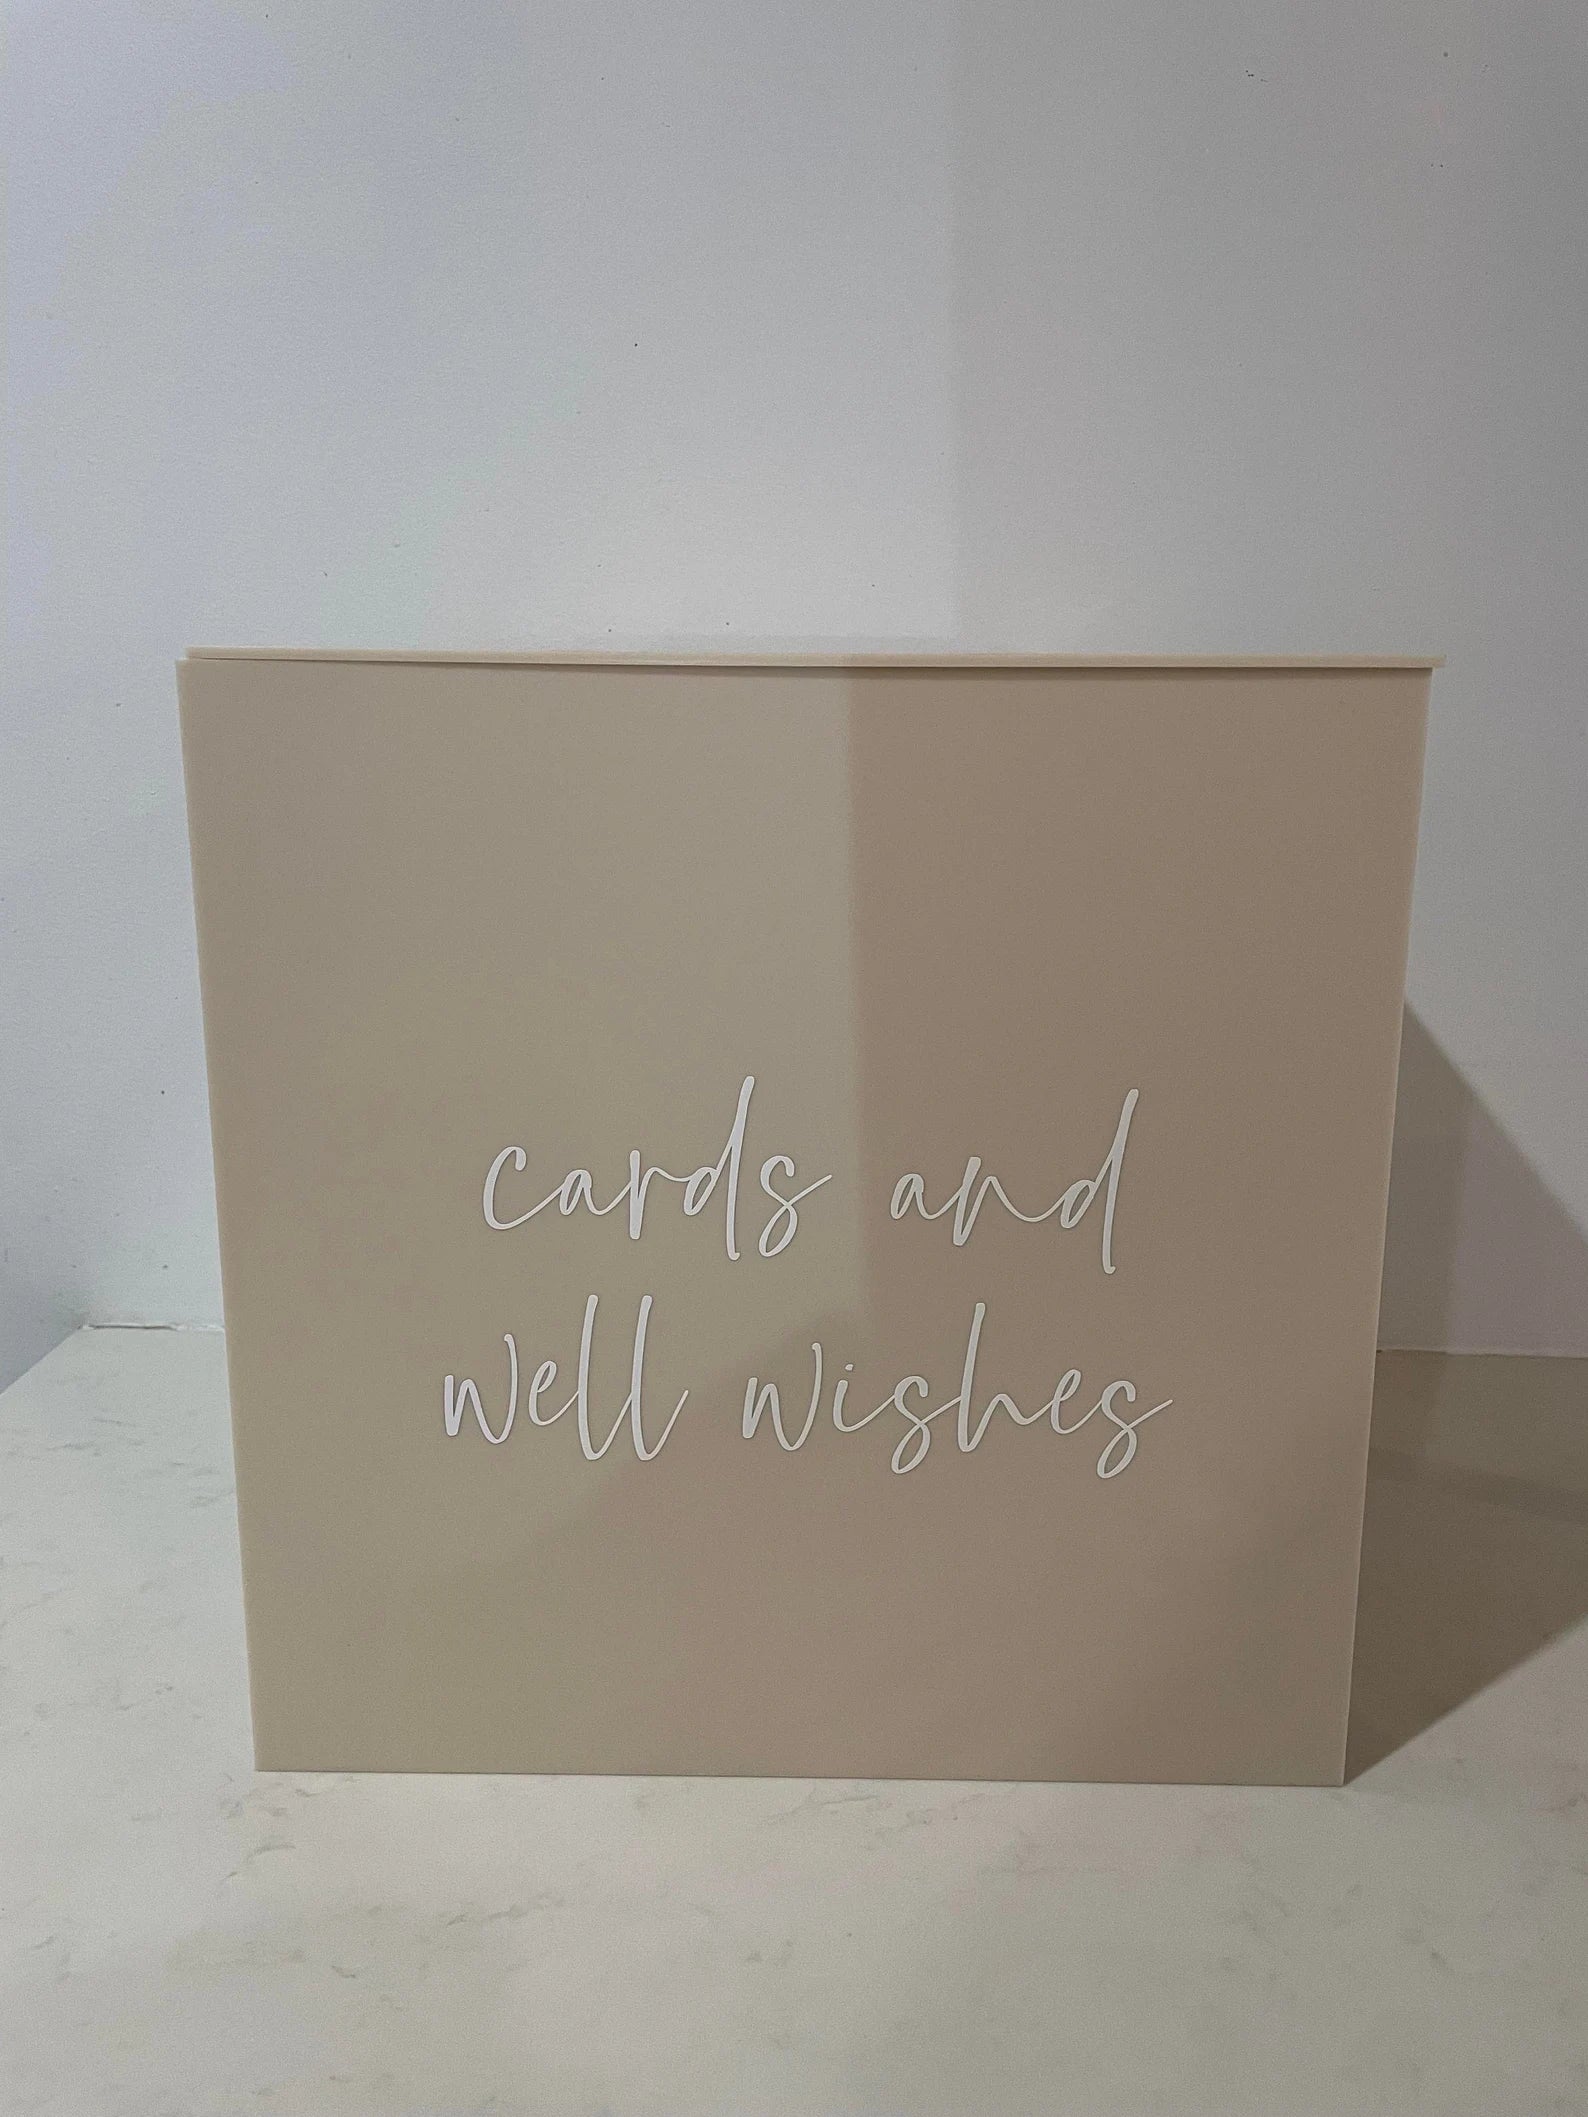 cards and
well wishes